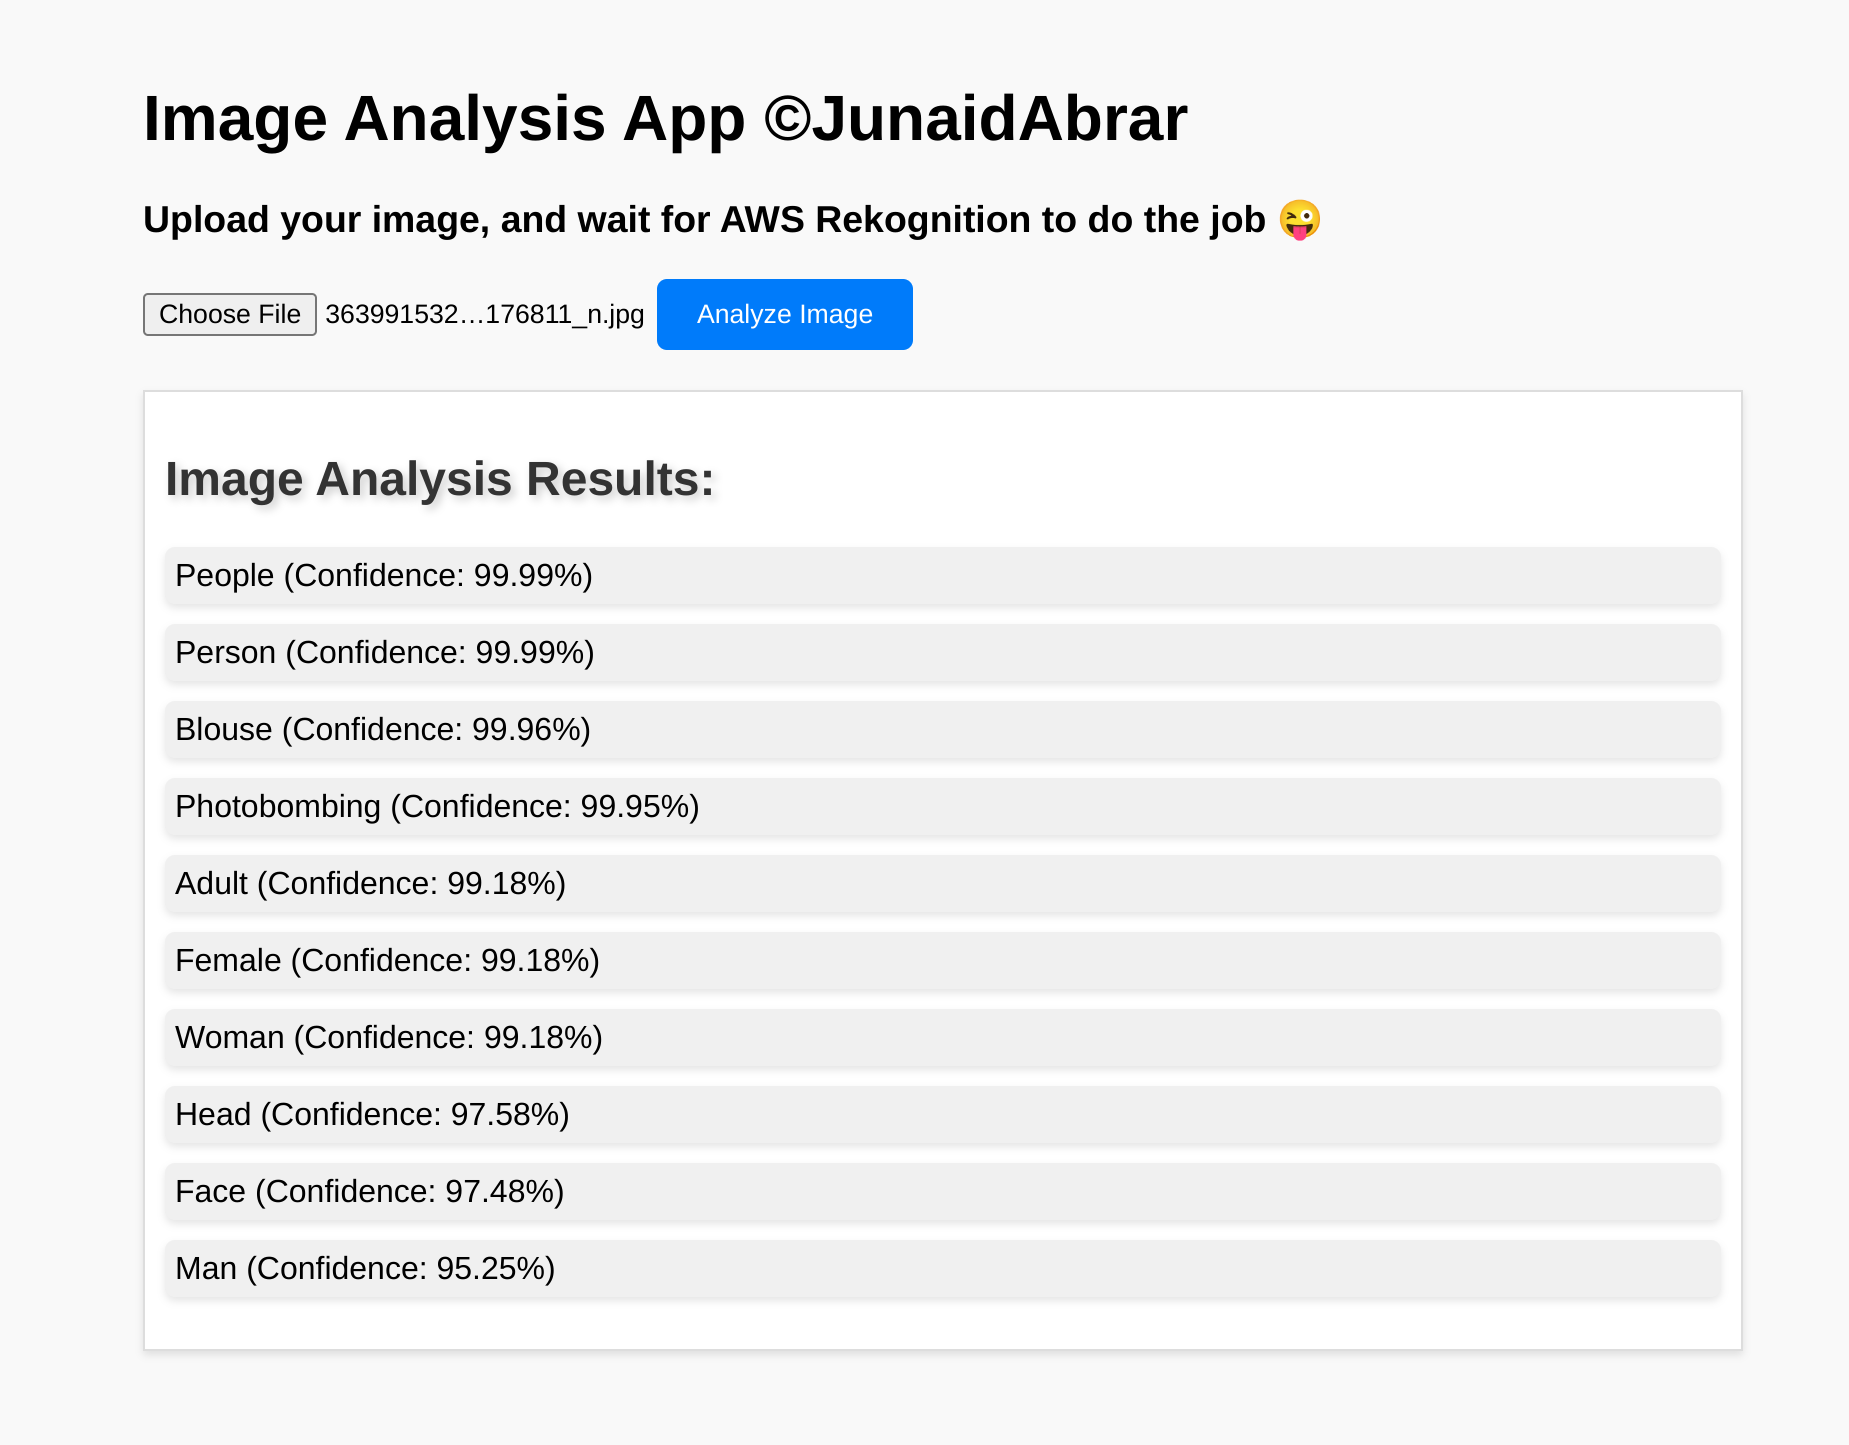 Image Analysis App ©JunaidAbrar
Upload your image, and wait for AWS Rekognition to do the job 😜
Choose File 363991532…176811_n.jpg Analyze Image
Image Analysis Results:
People (Confidence: 99.99%)
Person (Confidence: 99.99%)
Blouse (Confidence: 99.96%)
Photobombing (Confidence: 99.95%)
Adult (Confidence: 99.18%)
Female (Confidence: 99.18%)
Woman (Confidence: 99.18%)
Head (Confidence: 97.58%)
Face (Confidence: 97.48%)
Man (Confidence: 95.25%)